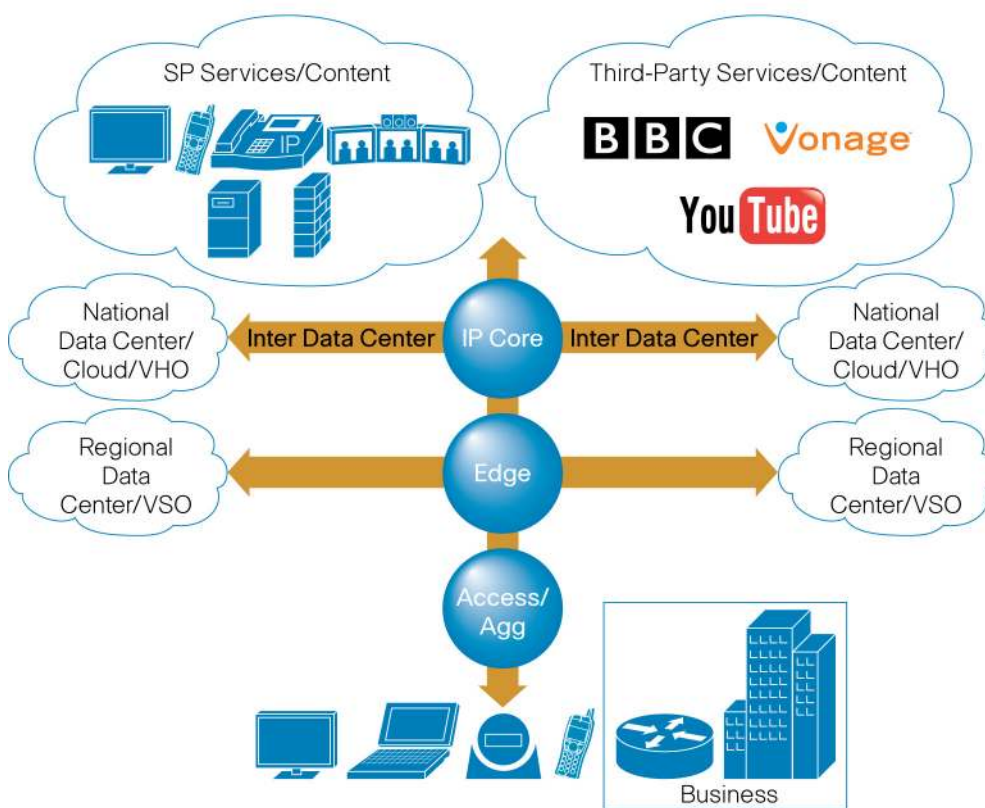 SP Services/Content
IP
Third-Party Services/Content
BBC
Vonage
YouTube
National
Data Center/
Cloud/VHO
Inter Data Center
IP Core
Inter Data Center
National
Data Center/
Cloud/VHO
Regional
Data
Center/VSO
Edge
Regional
Data
Center/VSO
Access/
Agg
Business